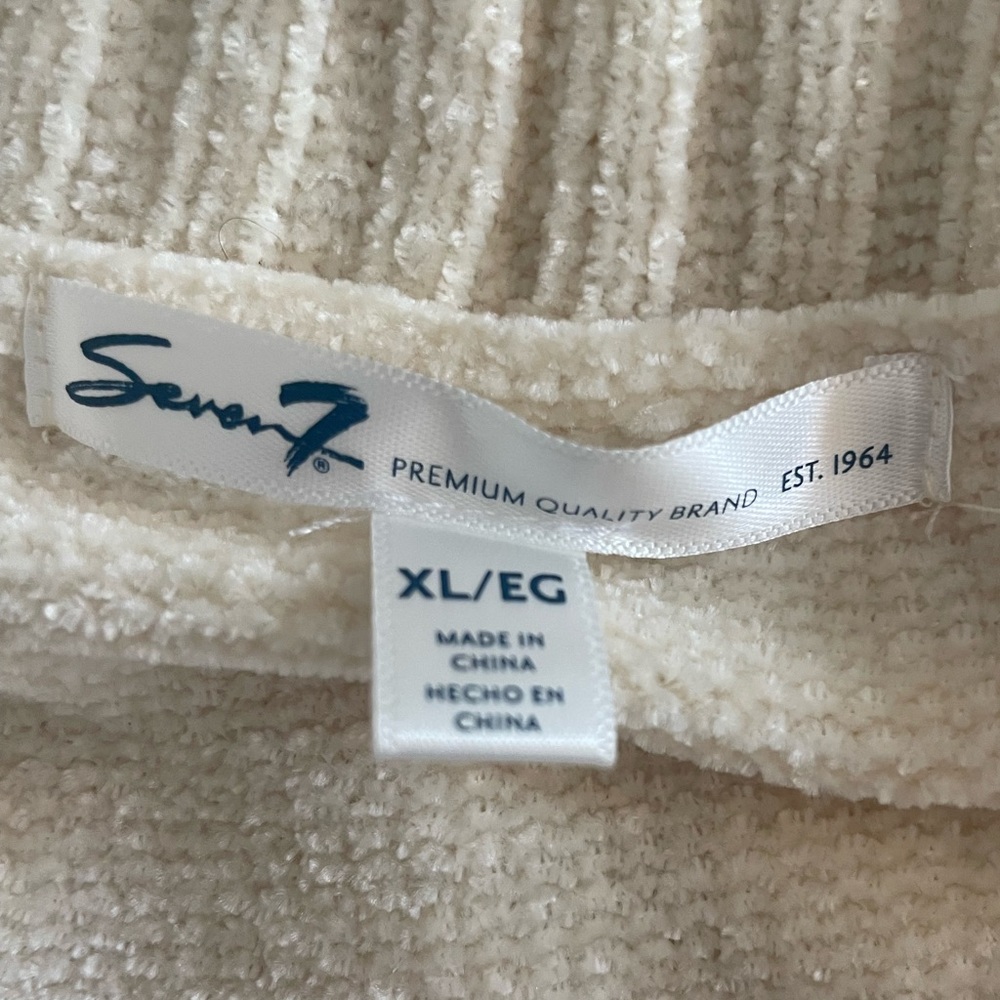 Seven7®
PREMIUM QUALITY BRAND EST. 1964
XL/EG
MADE IN
CHINA
HECHO EN
CHINA